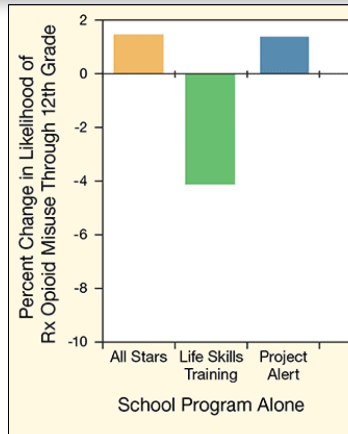 Percent Change in Likelihood of
Rx Opioid Misuse Through 12th Grade
2
0
-2
-4
-6
-8
-10
All Stars
Life Skills
Training
Project
Alert
School Program Alone